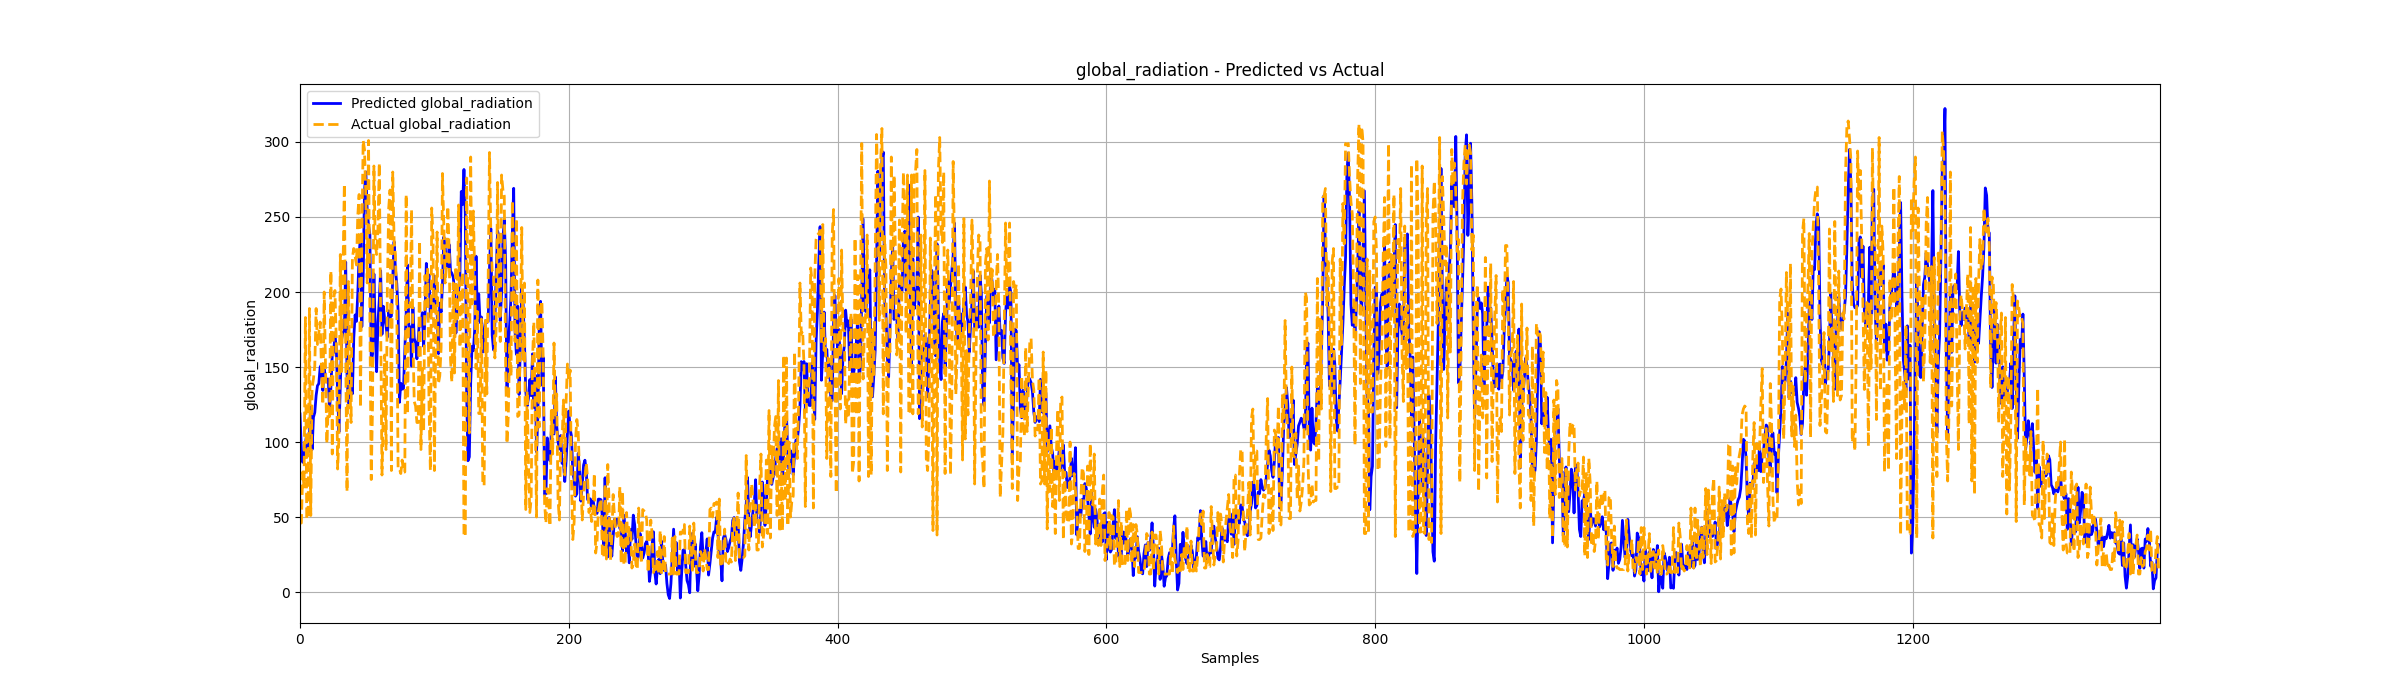 global_radiation - Predicted vs Actual
Predicted global_radiation
Actual global_radiation
global_radiation
300
250
200
150
100
50
0
0 200 400 600 800 1000 1200
Samples